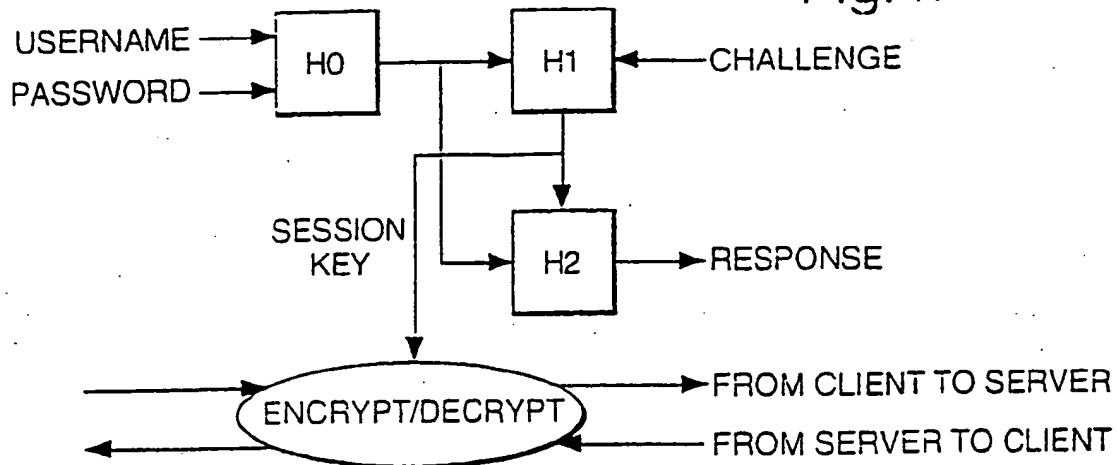 USERNAME
PASSWORD
H0
H1
CHALLENGE
SESSION
KEY
H2
RESPONSE
ENCRYPT/DECRYPT
FROM CLIENT TO SERVER
FROM SERVER TO CLIENT